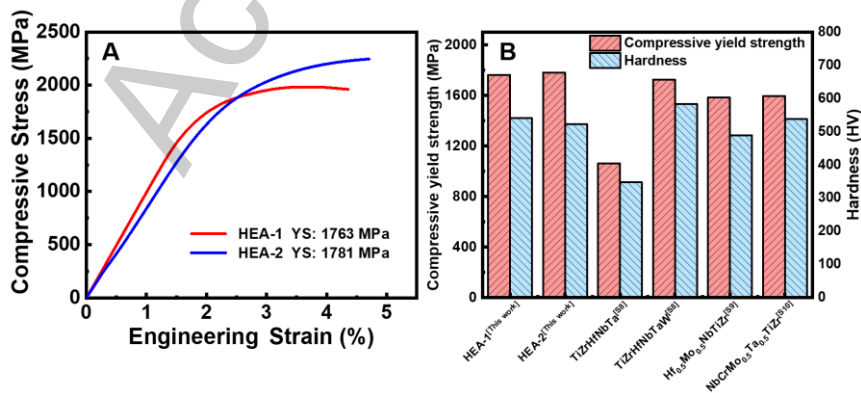 A
Compressive Stress (MPa)
2500
2000
1500
1000
500
0
HEA-1 YS: 1763 MPa
HEA-2 YS: 1781 MPa
0 1 2 3 4 5
Engineering Strain (%)
Ac
B
Compressive yield strength (MPa)
2000
1600
1200
800
400
0
Compressive yield strength
Hardness
800
700
600
500
400
300
200
100
0
Hardness (HV)
HEA-1[This work]
HEA-2[This work]
TiZrHfNbTa[S8]
TiZrHfNbTaW[S8]
Hf0.5Mo0.5NbTiZr[S9]
NbCrMo0.5Ta0.5TiZr[S10]